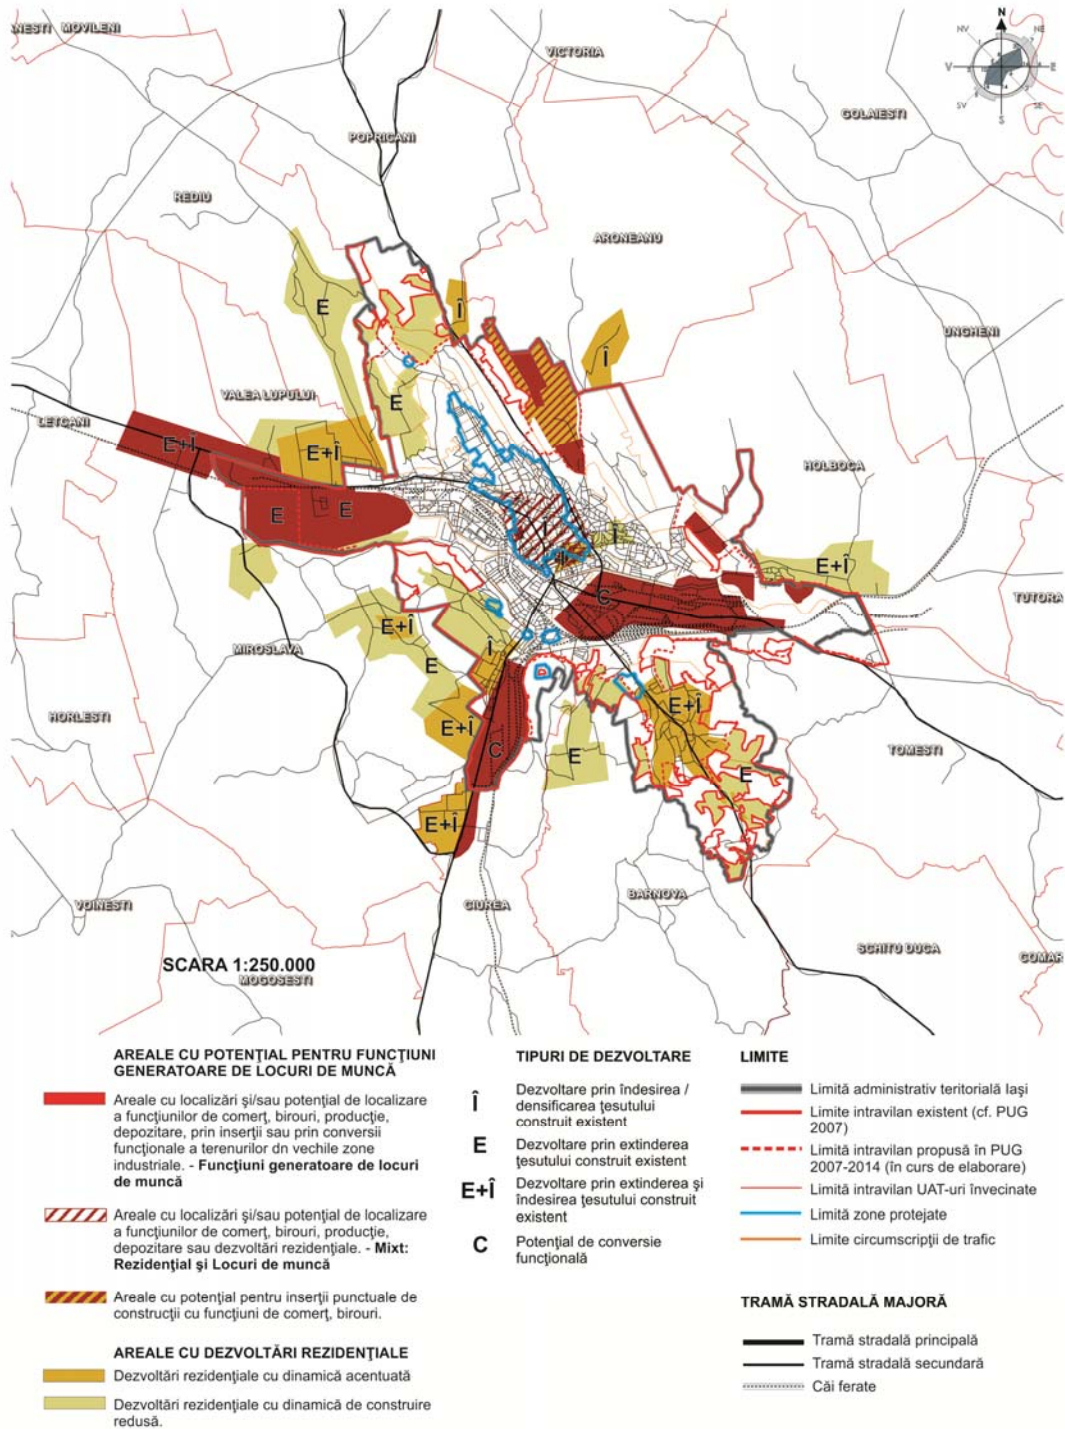 ANESTI MOVILENI
VICTORIA
N
NV
NE
V
E
SV
SE
S
GOLAIESTI
POPRICANI
REDIU
ARONEANU
UNGHENI
E
Î
Î
VALEA LUPULUI
E
LETCANI
E+Î
E+Î
HOLBOCA
E
E
Î
Î
E+Î
C
TUTORA
E+Î
MIROSLAVA
Î
E
HORLESTI
E+Î
E+Î
C
E
E
TOMESTI
E+Î
VOINESTI
CIUREA
BARNOVA
SCHITU DUCA
COMAR
SCARA 1:250.000
MOGOSESTI
AREALE CU POTENŢIAL PENTRU FUNCŢIUNI
GENERATOARE DE LOCURI DE MUNCĂ
Areale cu localizări şi/sau potenţial de localizare
a funcţiunilor de comerţ, birouri, producţie,
depozitare, prin inserţii sau prin conversii
funcţionale a terenurilor dn vechile zone
industriale. - Funcţiuni generatoare de locuri
de muncă
Areale cu localizări şi/sau potenţial de localizare
a funcţiunilor de comerţ, birouri, producţie,
depozitare sau dezvoltări rezidenţiale. - Mixt:
Rezidenţial şi Locuri de muncă
Areale cu potenţial pentru inserţii punctuale de
construcţii cu funcţiuni de comerţ, birouri.
AREALE CU DEZVOLTĂRI REZIDENŢIALE
Dezvoltări rezidenţiale cu dinamică acentuată
Dezvoltări rezidenţiale cu dinamică de construire
redusă.
TIPURI DE DEZVOLTARE
Î
Dezvoltare prin îndesirea /
densificarea ţesutului
construit existent
E
Dezvoltare prin extinderea
ţesutului construit existent
E+Î
Dezvoltare prin extinderea şi
îndesirea ţesutului construit
existent
C
Potenţial de conversie
funcţională
LIMITE
Limită administrativ teritorială Iaşi
Limite intravilan existent (cf. PUG
2007)
Limită intravilan propusă în PUG
2007-2014 (în curs de elaborare)
Limită intravilan UAT-uri învecinate
Limită zone protejate
Limite circumscripţii de trafic
TRAMĂ STRADALĂ MAJORĂ
Tramă stradală principală
Tramă stradală secundară
Căi ferate